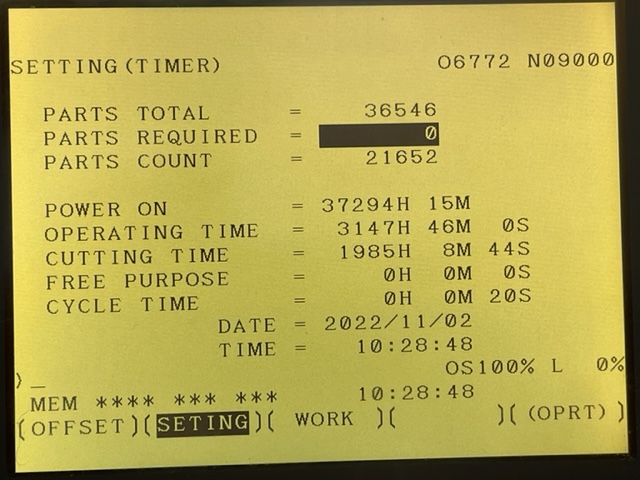 SETTING(TIMER) O6772 N09000
PARTS TOTAL = 36546
PARTS REQUIRED = 0
PARTS COUNT = 21652
POWER ON = 37294H 15M
OPERATING TIME = 3147H 46M 0S
CUTTING TIME = 1985H 8M 44S
FREE PURPOSE = 0H 0M 0S
CYCLE TIME = 0H 0M 20S
DATE = 2022/11/02
TIME = 10:28:48
OS100% L 0%
>_
MEM **** *** *** 10:28:48
(OFFSET)(SETING)( WORK )( )( (OPRT) )